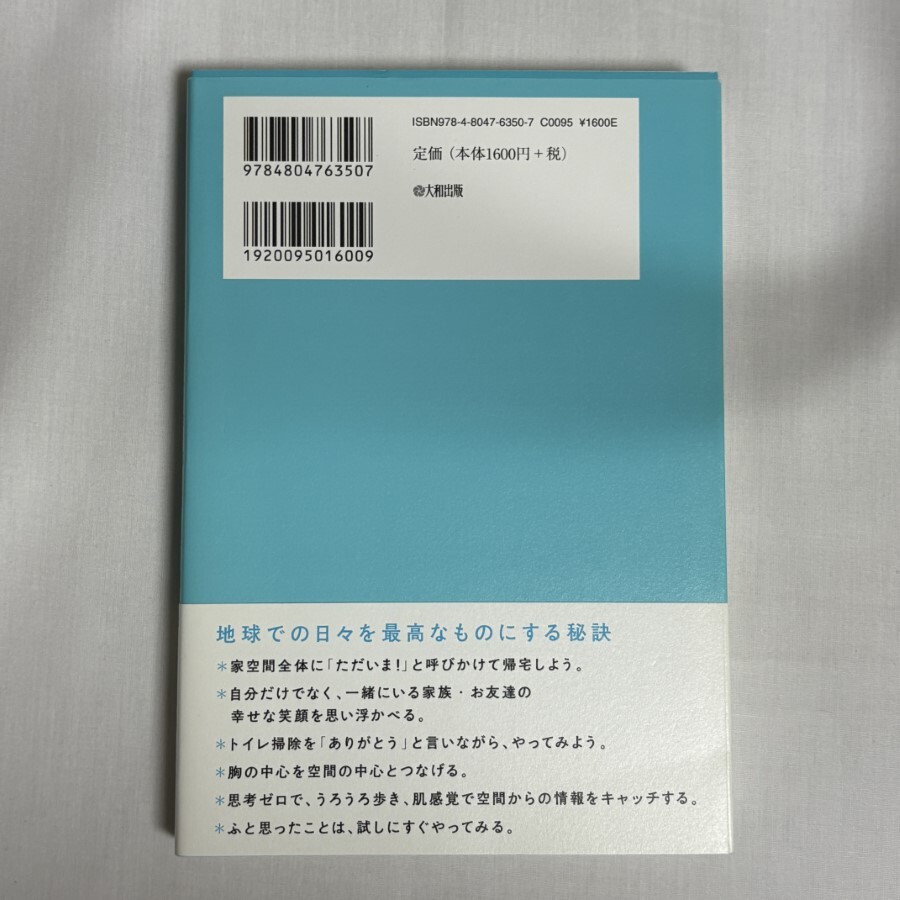 ISBN978-4-8047-6350-7 C0095 ¥1600E
定価（本体1600円＋税）
大和出版
9784804763507
1920095016009
地球での日々を最高なものにする秘訣
＊家空間全体に「ただいま！」と呼びかけて帰宅しよう。
＊自分だけでなく、一緒にいる家族・お友達の
幸せな笑顔を思い浮かべる。
＊トイレ掃除を「ありがとう」と言いながら、やってみよう。
＊胸の中心を空間の中心とつなげる。
＊思考ゼロで、うろうろ歩き、肌感覚で空間からの情報をキャッチする。
＊ふと思ったことは、試しにすぐやってみる。